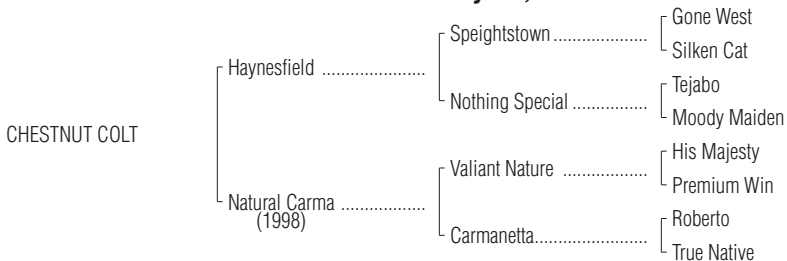 Gone West
Speightstown ....................
Silken Cat
Haynesfield ......................
Tejabo
Nothing Special ................
Moody Maiden
CHESTNUT COLT
His Majesty
Valiant Nature ..................
Premium Win
Natural Carma ..................
(1998)
Roberto
Carmanetta........................
True Native